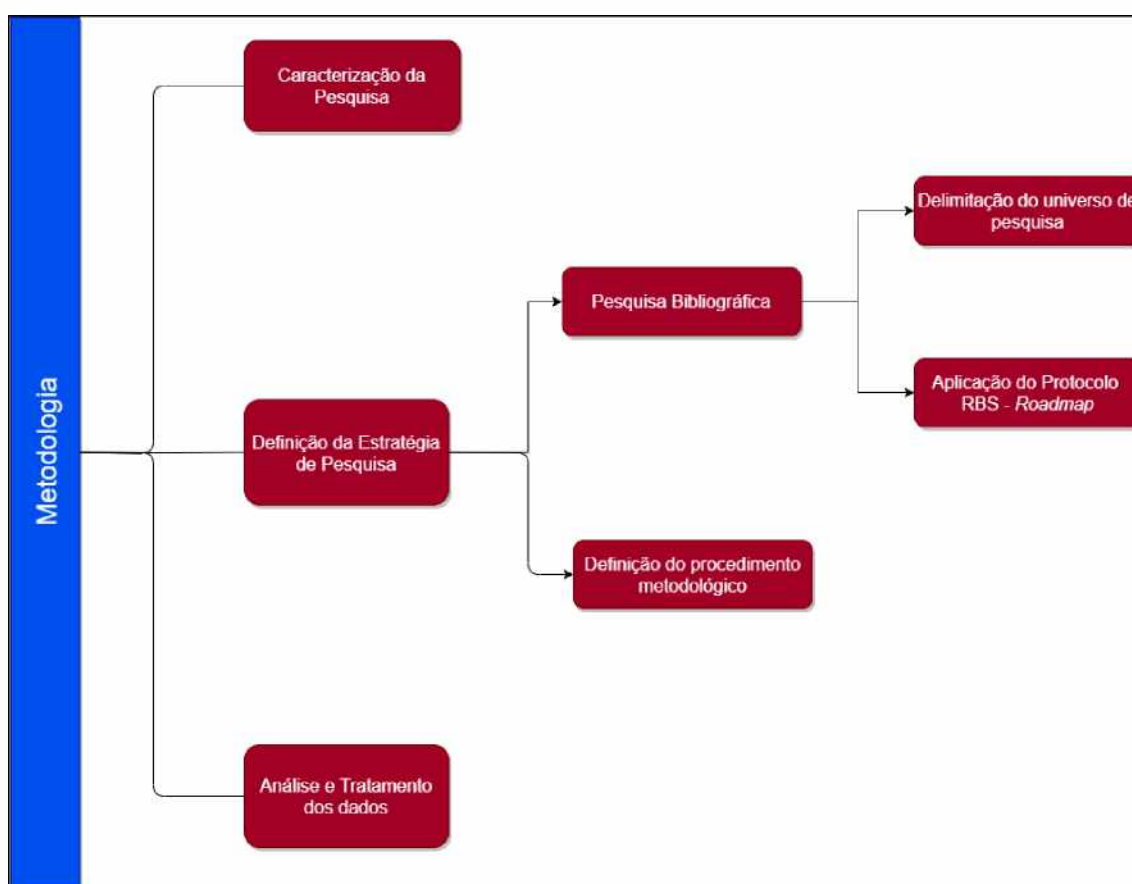 Metodologia
Caracterização da
Pesquisa
Definição da Estratégia
de Pesquisa
Análise e Tratamento
dos dados
Pesquisa Bibliográfica
Definição do procedimento
metodológico
Delimitação do universo de
pesquisa
Aplicação do Protocolo
RBS - Roadmap